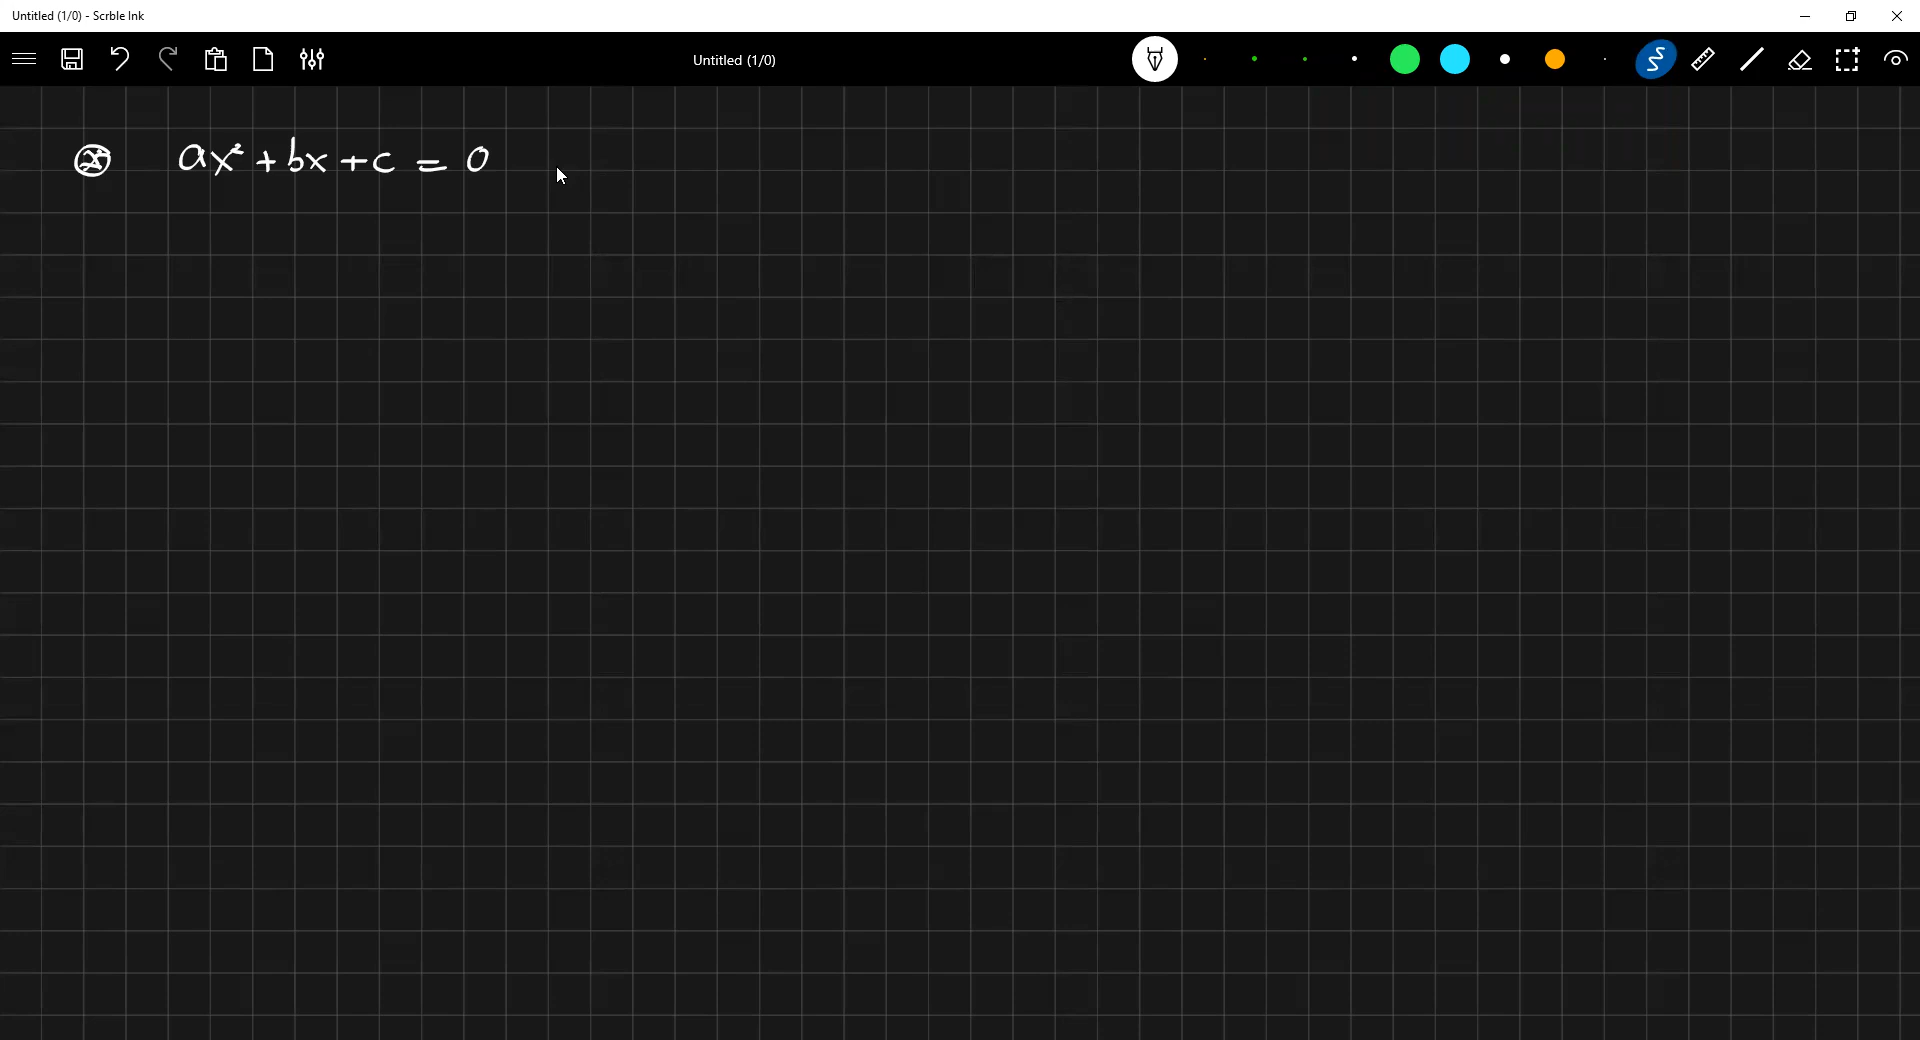 Untitled (1/0) - Scrble Ink
Untitled (1/0)
ax² + bx + c = 0